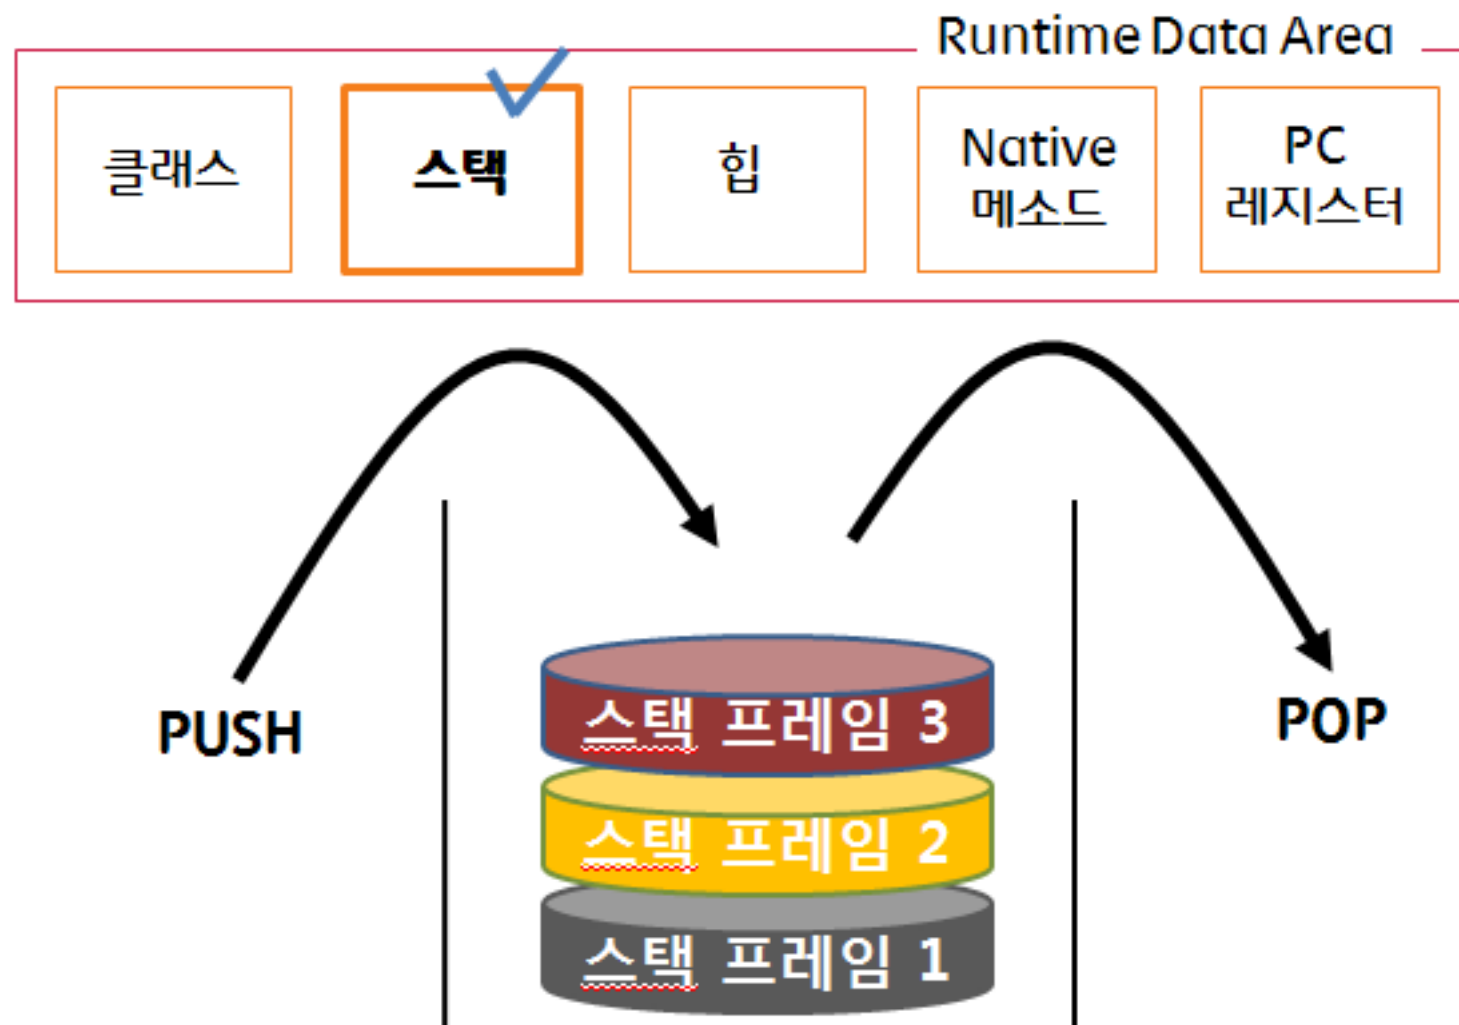 Runtime Data Area
클래스
스택
힙
Native
메소드
PC
레지스터
PUSH
POP
스택 프레임 3
스택 프레임 2
스택 프레임 1